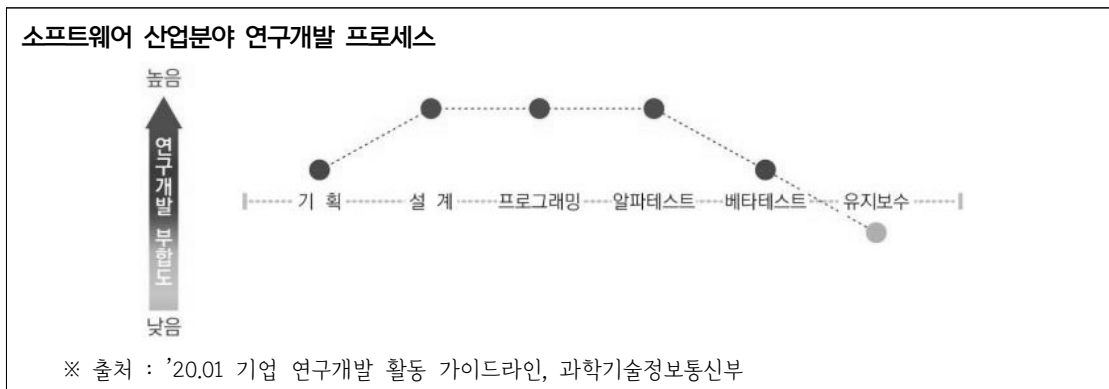 소프트웨어 산업분야 연구개발 프로세스
높음
연구개발 부합도
기 획 설 계 프로그래밍 알파테스트 베타테스트 유지보수
낮음
※ 출처 : ’20.01 기업 연구개발 활동 가이드라인, 과학기술정보통신부